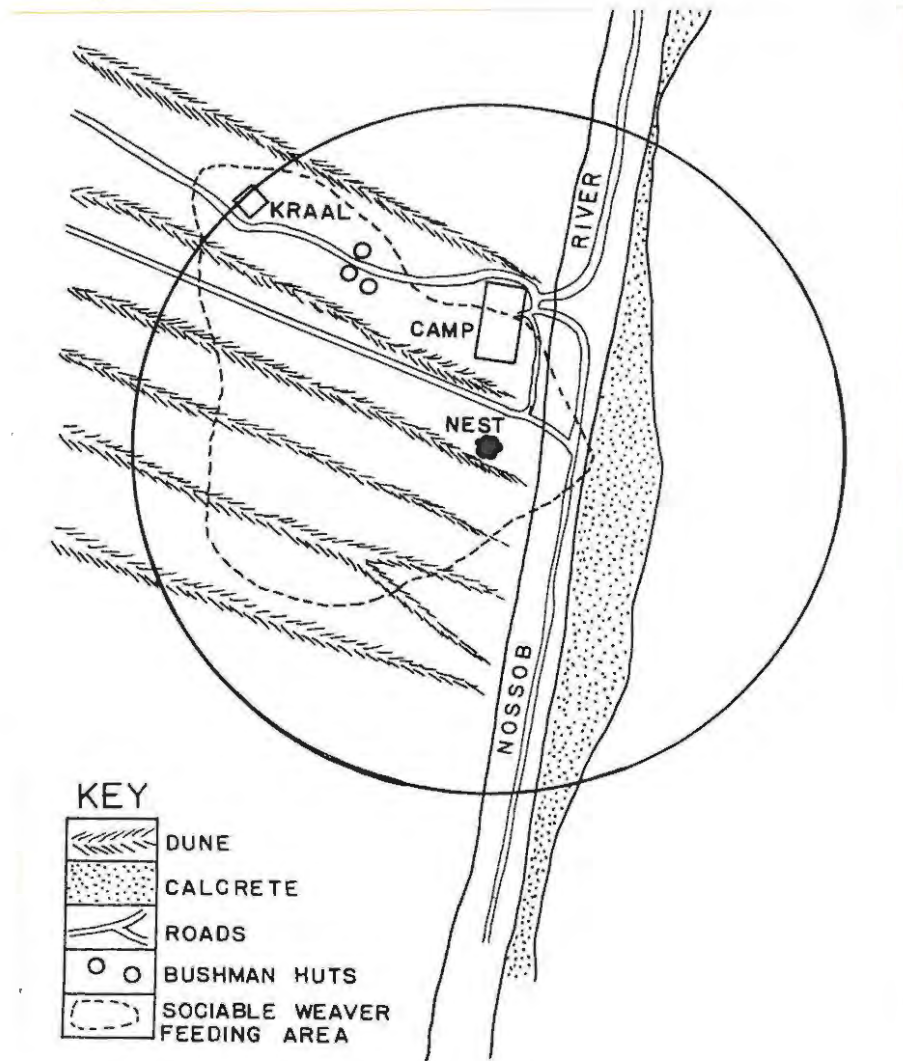 RIVER
KRAAL
CAMP
NEST
NOSSOB
KEY
DUNE
CALCRETE
ROADS
BUSHMAN HUTS
SOCIABLE WEAVER
FEEDING AREA